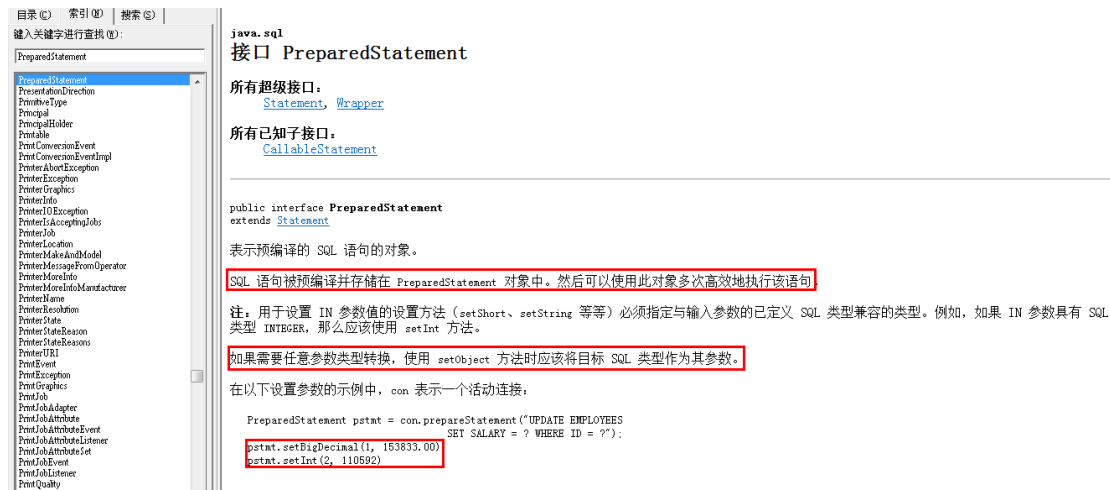 目录(C) 索引(N) 搜索(S)
键入关键字进行查找(W):
PreparedStatement
PreparedStatement
PresentationDirection
PrimitiveType
Principal
PrincipalHolder
Printable
PrintConversionEvent
PrintConversionEventImpl
PrinterAbortException
PrinterException
PrinterGraphics
PrinterInfo
PrinterIOException
PrinterIsAcceptingJobs
PrinterJob
PrinterLocation
PrinterMakeAndModel
PrinterMessageFromOperator
PrinterMoreInfo
PrinterMoreInfoManufacturer
PrinterName
PrinterResolution
PrinterState
PrinterStateReason
PrinterStateReasons
PrinterURI
PrintEvent
PrintException
PrintGraphics
PrintJob
PrintJobAdapter
PrintJobAttribute
PrintJobAttributeEvent
PrintJobAttributeListener
PrintJobAttributeSet
PrintJobEvent
PrintJobListener
PrintQuality
java.sql
接口 PreparedStatement
所有超级接口:
Statement, Wrapper
所有已知子接口:
CallableStatement
public interface PreparedStatement
extends Statement
表示预编译的 SQL 语句的对象。
SQL 语句被预编译并存储在 PreparedStatement 对象中。然后可以使用此对象多次高效地执行该语句。
注:用于设置 IN 参数值的设置方法(setShort、setString 等等)必须指定与输入参数的已定义 SQL 类型兼容的类型。例如,如果 IN 参数具有 SQL
类型 INTEGER,那么应该使用 setInt 方法。
如果需要任意参数类型转换,使用 setObject 方法时应该将目标 SQL 类型作为其参数。
在以下设置参数的示例中,con 表示一个活动连接:
PreparedStatement pstmt = con.prepareStatement("UPDATE EMPLOYEES
SET SALARY = ? WHERE ID = ?");
pstmt.setBigDecimal(1, 153833.00)
pstmt.setInt(2, 110592)